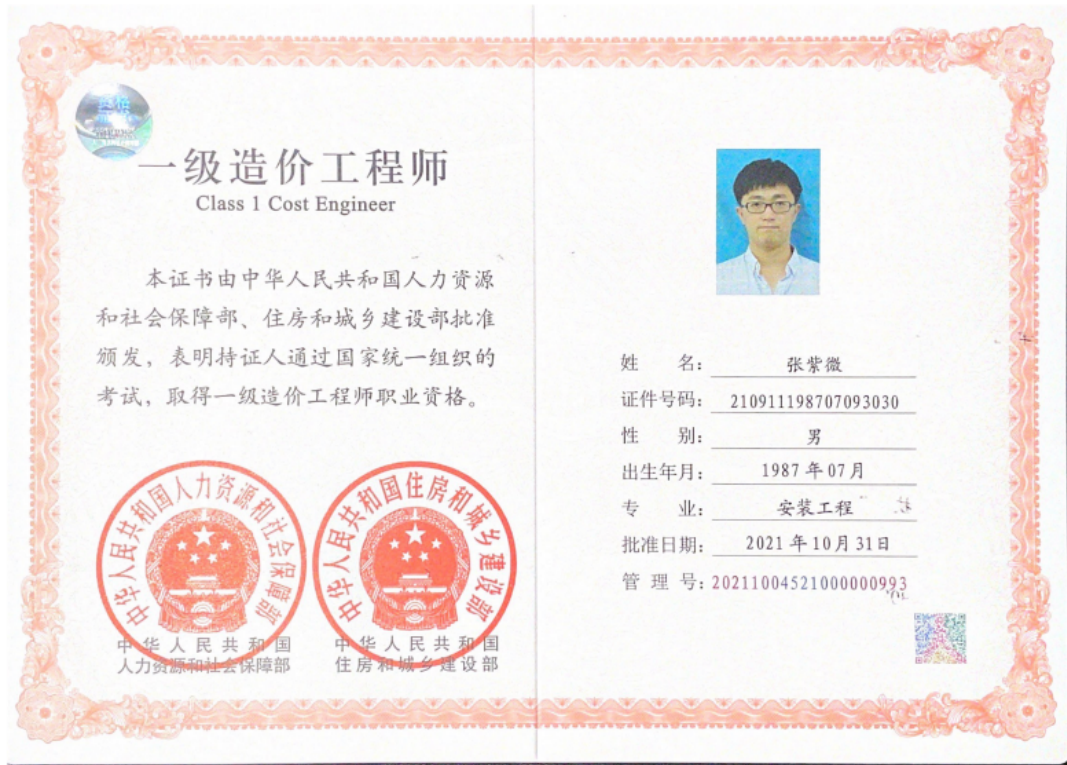 一级造价工程师
Class 1 Cost Engineer
本证书由中华人民共和国人力资源
和社会保障部、住房和城乡建设部批准
颁发，表明持证人通过国家统一组织的
考试，取得一级造价工程师职业资格。
中华人民共和国人力资源和社会保障部
中华人民共和国住房和城乡建设部
中华人民共和国
人力资源和社会保障部
中华人民共和国
住房和城乡建设部
姓 名：张紫微
证件号码：210911198707093030
性 别：男
出生年月：1987年07月
专 业：安装工程
批准日期：2021年10月31日
管 理 号：20211004521000000993